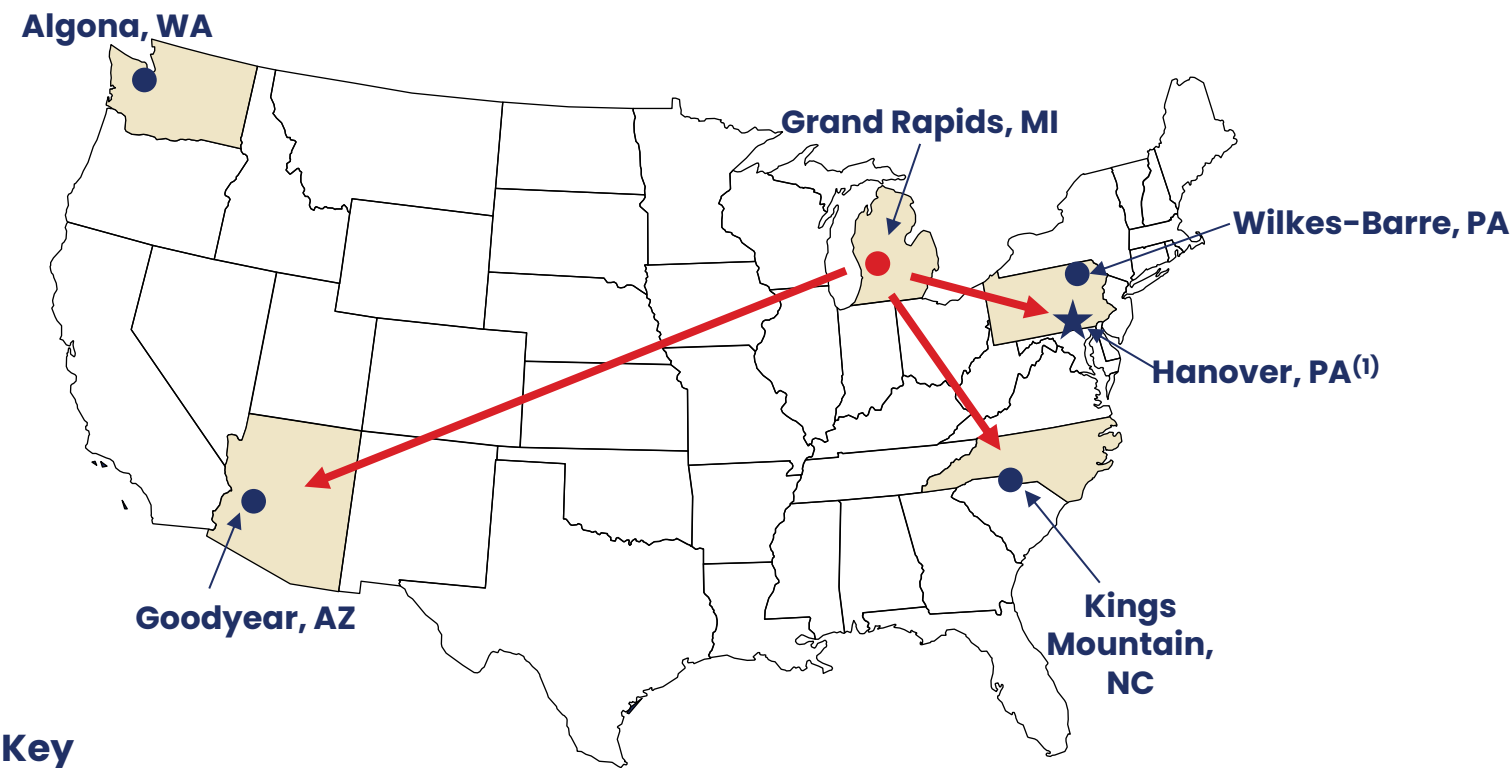 Algona, WA
Grand Rapids, MI
Wilkes-Barre, PA
Hanover, PA(1)
Goodyear, AZ
Kings
Mountain,
NC
Key